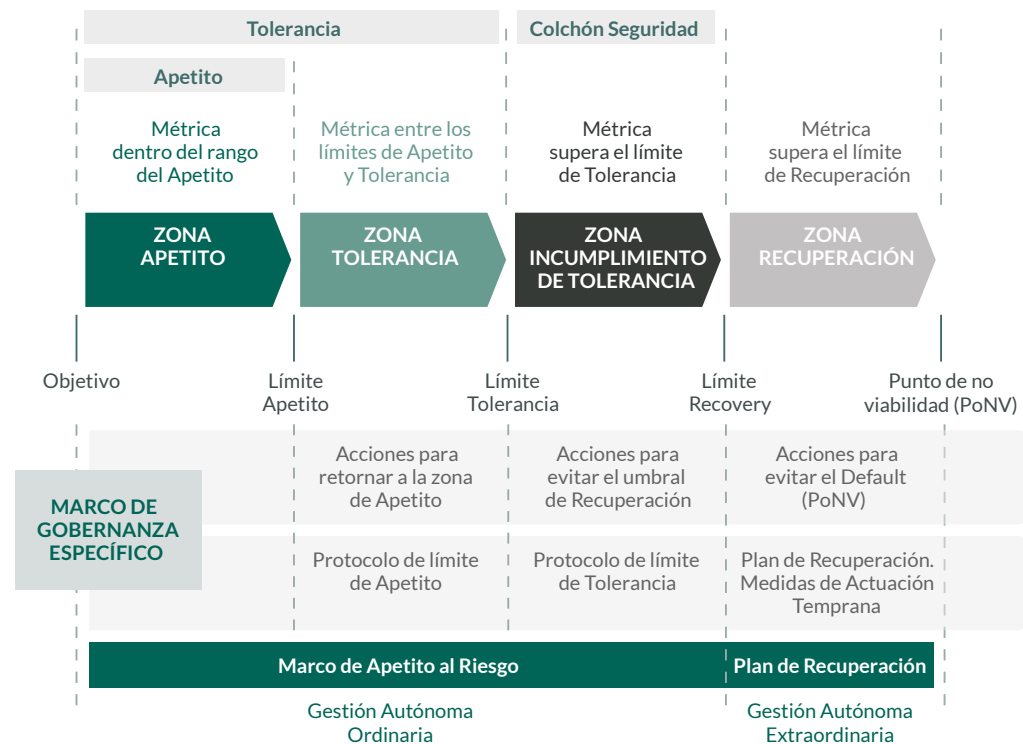 Tolerancia
Colchón Seguridad
Apetito
Métrica
dentro del rango
del Apetito
Métrica entre los
límites de Apetito
y Tolerancia
Métrica
supera el límite
de Tolerancia
Métrica
supera el límite
de Recuperación
ZONA
APETITO
ZONA
TOLERANCIA
ZONA
INCUMPLIMIENTO
DE TOLERANCIA
ZONA
RECUPERACIÓN
Objetivo
Límite
Apetito
Límite
Tolerancia
Límite
Recovery
Punto de no
viabilidad (PoNV)
MARCO DE
GOBERNANZA
ESPECÍFICO
Acciones para
retornar a la zona
de Apetito
Acciones para
evitar el umbral
de Recuperación
Acciones para
evitar el Default
(PoNV)
Protocolo de límite
de Apetito
Protocolo de límite
de Tolerancia
Plan de Recuperación.
Medidas de Actuación
Temprana
Marco de Apetito al Riesgo
Plan de Recuperación
Gestión Autónoma
Ordinaria
Gestión Autónoma
Extraordinaria